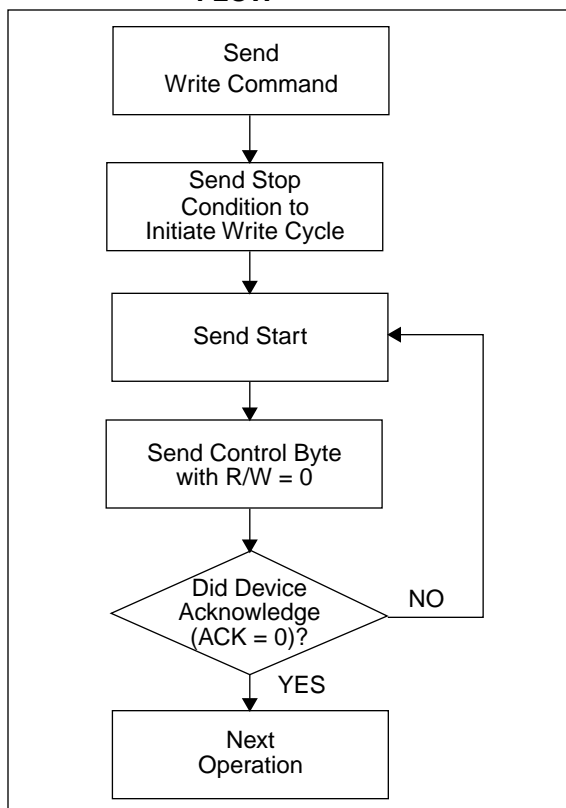 Send
Write Command
Send Stop
Condition to
Initiate Write Cycle
Send Start
Send Control Byte
with R/W = 0
Did Device
Acknowledge
(ACK = 0)?
NO
YES
Next
Operation